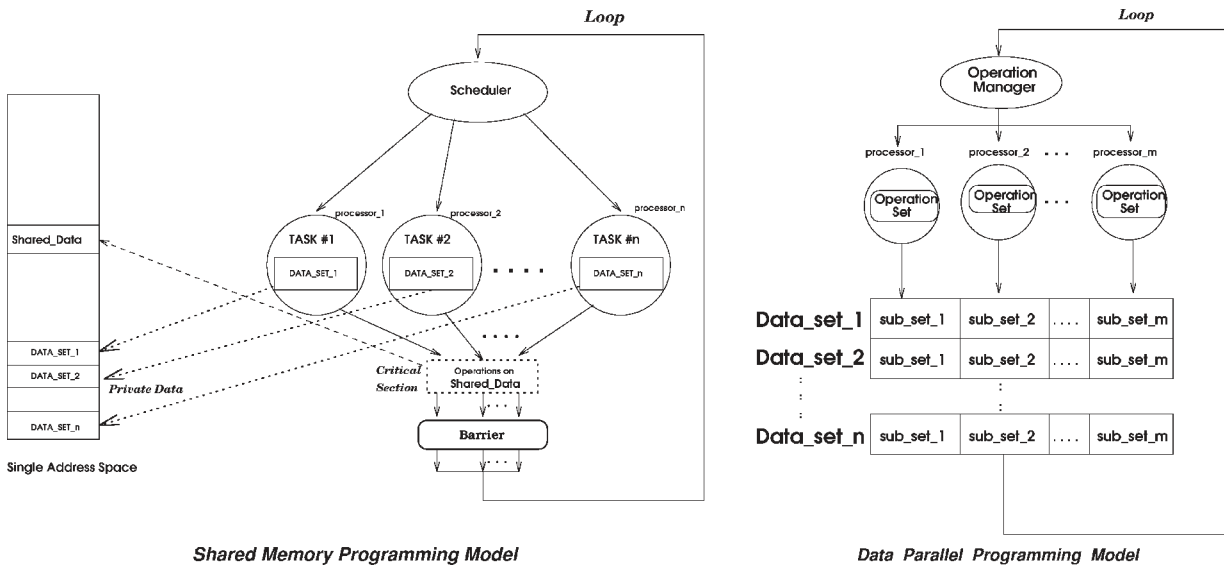 Loop
Scheduler
processor_1
processor_2
processor_n
TASK #1
TASK #2
TASK #n
DATA_SET_1
DATA_SET_2
DATA_SET_n
. . . .
Shared_Data
DATA_SET_1
DATA_SET_2
DATA_SET_n
Private Data
Single Address Space
Critical
Section
. . . .
Operations on
Shared_Data
. . .
Barrier
. . .
Shared Memory Programming Model
Loop
Operation
Manager
processor_1
processor_2
. . . .
processor_m
Operation
Set
Operation
Set
. . . .
Operation
Set
Data_set_1 sub_set_1 sub_set_2 .... sub_set_m
Data_set_2 sub_set_1 sub_set_2 .... sub_set_m
Data_set_n sub_set_1 sub_set_2 .... sub_set_m
Data Parallel Programming Model